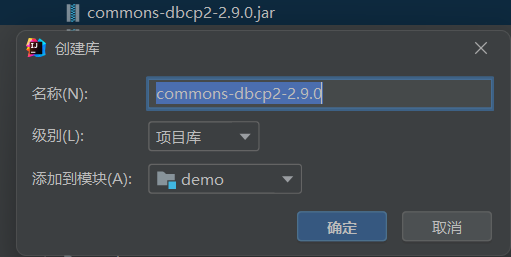 commons-dbcp2-2.9.0.jar
创建库
名称(N):
commons-dbcp2-2.9.0
级别(L):
项目库
添加到模块(A):
demo
确定
取消